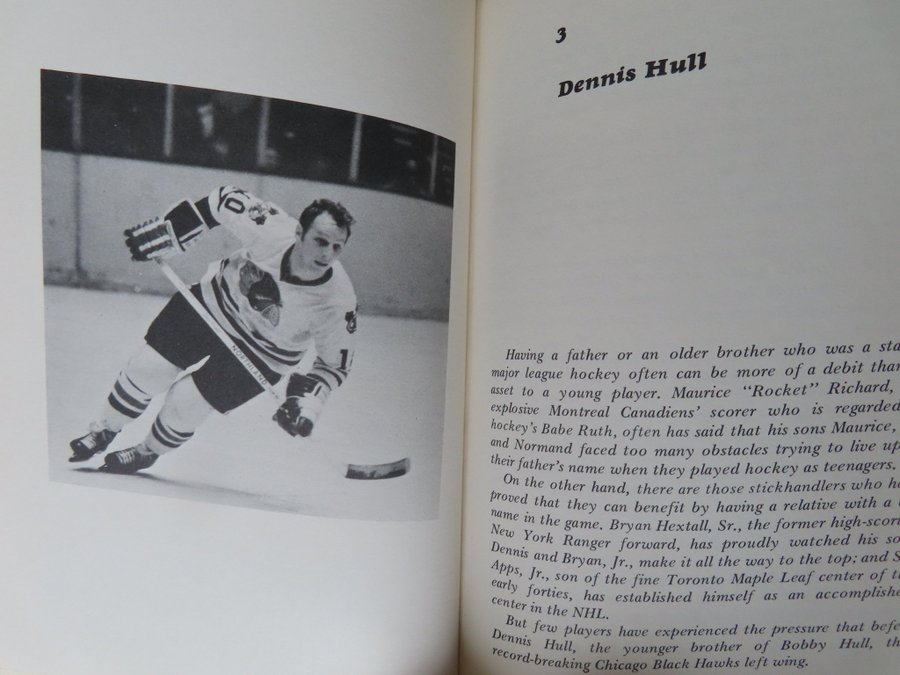 10
NORTHLAND
1
3
Dennis Hull
Having a father or an older brother who was a sta
major league hockey often can be more of a debit than
asset to a young player. Maurice "Rocket" Richard,
explosive Montreal Canadiens' scorer who is regarded
hockey's Babe Ruth, often has said that his sons Maurice,
and Normand faced too many obstacles trying to live up
their father's name when they played hockey as teenagers.
On the other hand, there are those stickhandlers who ha
proved that they can benefit by having a relative with a
name in the game. Bryan Hextall, Sr., the former high-scori
New York Ranger forward, has proudly watched his so
Dennis and Bryan, Jr., make it all the way to the top; and S
Apps, Jr., son of the fine Toronto Maple Leaf center of t
early forties, has established himself as an accomplishe
center in the NHL.
But few players have experienced the pressure that befe
Dennis Hull, the younger brother of Bobby Hull, th
record-breaking Chicago Black Hawks left wing.